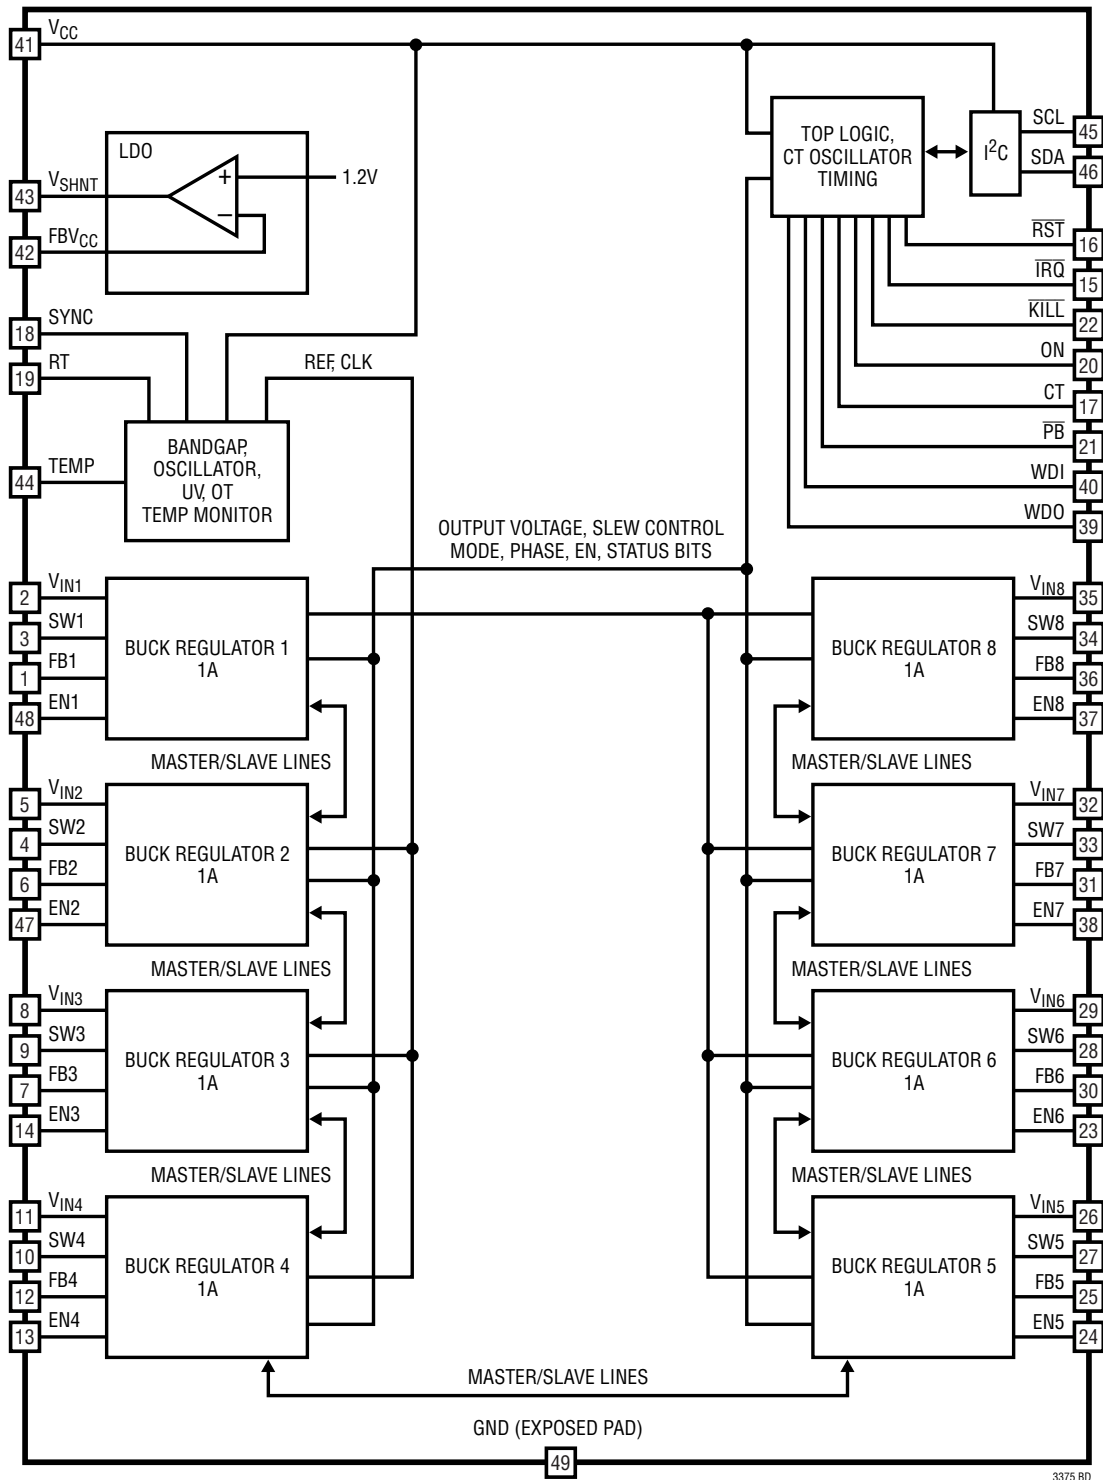 VCC
41
LDO
+
1.2V
VSHNT
43
−
FBVCC
42
TOP LOGIC,
CT OSCILLATOR
TIMING
I2C
SCL
45
SDA
46
RST
16
IRQ
15
KILL
22
ON
20
CT
17
PB
21
WDI
40
WDO
39
SYNC
18
RT
19
REF, CLK
TEMP
44
BANDGAP,
OSCILLATOR,
UV, OT
TEMP MONITOR
OUTPUT VOLTAGE, SLEW CONTROL
MODE, PHASE, EN, STATUS BITS
VIN1
2
SW1
3
FB1
1
EN1
48
BUCK REGULATOR 1
1A
BUCK REGULATOR 8
1A
VIN8
35
SW8
34
FB8
36
EN8
37
MASTER/SLAVE LINES
MASTER/SLAVE LINES
VIN2
5
SW2
4
FB2
6
EN2
47
BUCK REGULATOR 2
1A
BUCK REGULATOR 7
1A
VIN7
32
SW7
33
FB7
31
EN7
38
MASTER/SLAVE LINES
MASTER/SLAVE LINES
VIN3
8
SW3
9
FB3
7
EN3
14
BUCK REGULATOR 3
1A
BUCK REGULATOR 6
1A
VIN6
29
SW6
28
FB6
30
EN6
23
MASTER/SLAVE LINES
MASTER/SLAVE LINES
VIN4
11
SW4
10
FB4
12
EN4
13
BUCK REGULATOR 4
1A
BUCK REGULATOR 5
1A
VIN5
26
SW5
27
FB5
25
EN5
24
MASTER/SLAVE LINES
GND (EXPOSED PAD)
49
3375 BD